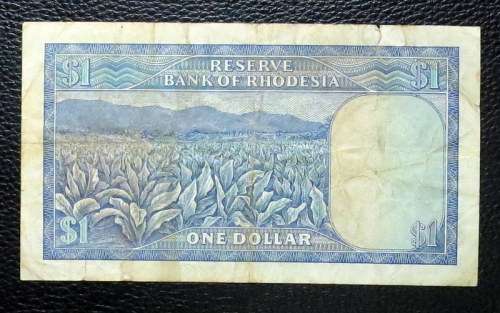 RESERVE
$1 BANK OF RHODESIA $1
$1 ONE DOLLAR $1